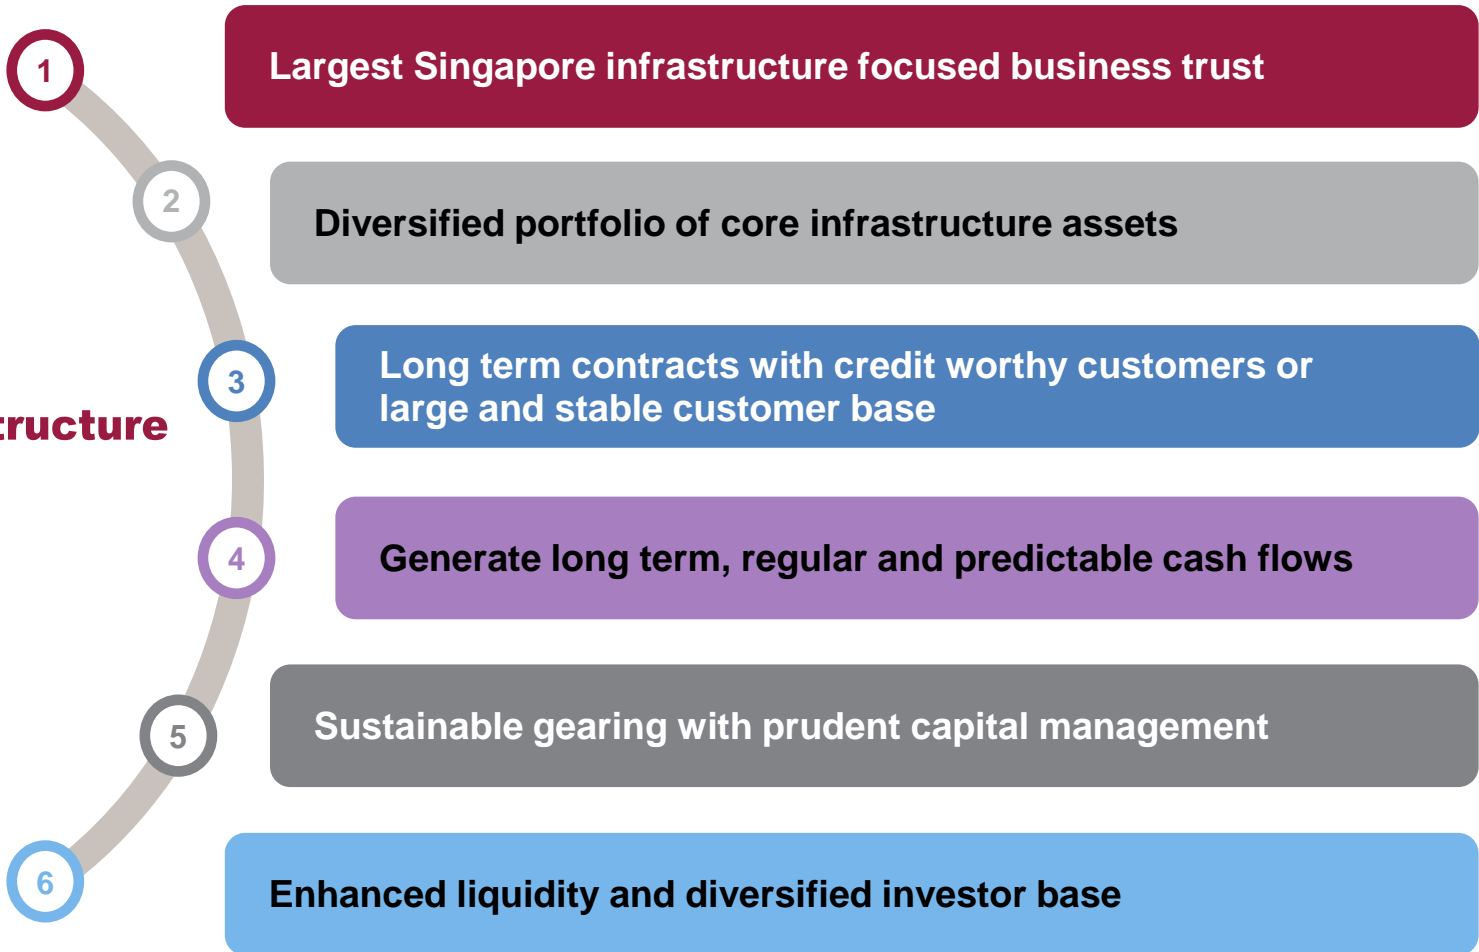 1
Largest Singapore infrastructure focused business trust
2
Diversified portfolio of core infrastructure assets
3
Long term contracts with credit worthy customers or
large and stable customer base
tructure
4
Generate long term, regular and predictable cash flows
5
Sustainable gearing with prudent capital management
6
Enhanced liquidity and diversified investor base